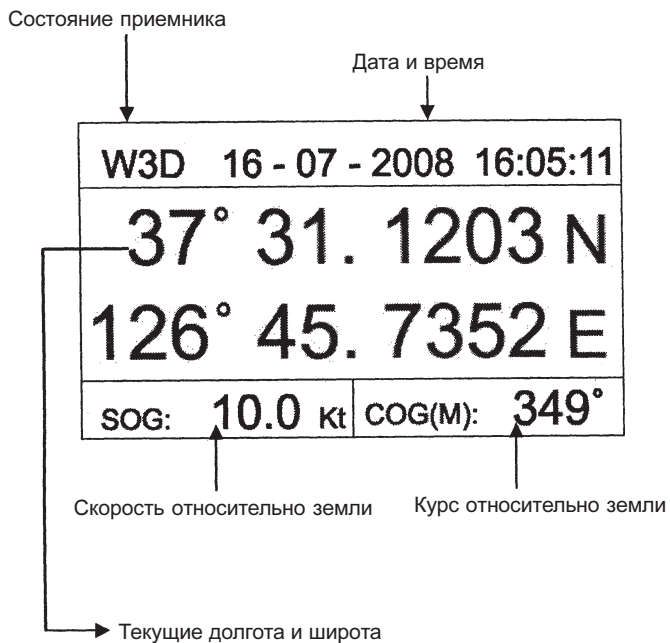 Состояние приемника
Дата и время
W3D 16 - 07 - 2008 16:05:11
37° 31. 1203 N
126° 45. 7352 E
SOG: 10.0 Kt COG(M): 349°
Скорость относительно земли Курс относительно земли
Текущие долгота и широта